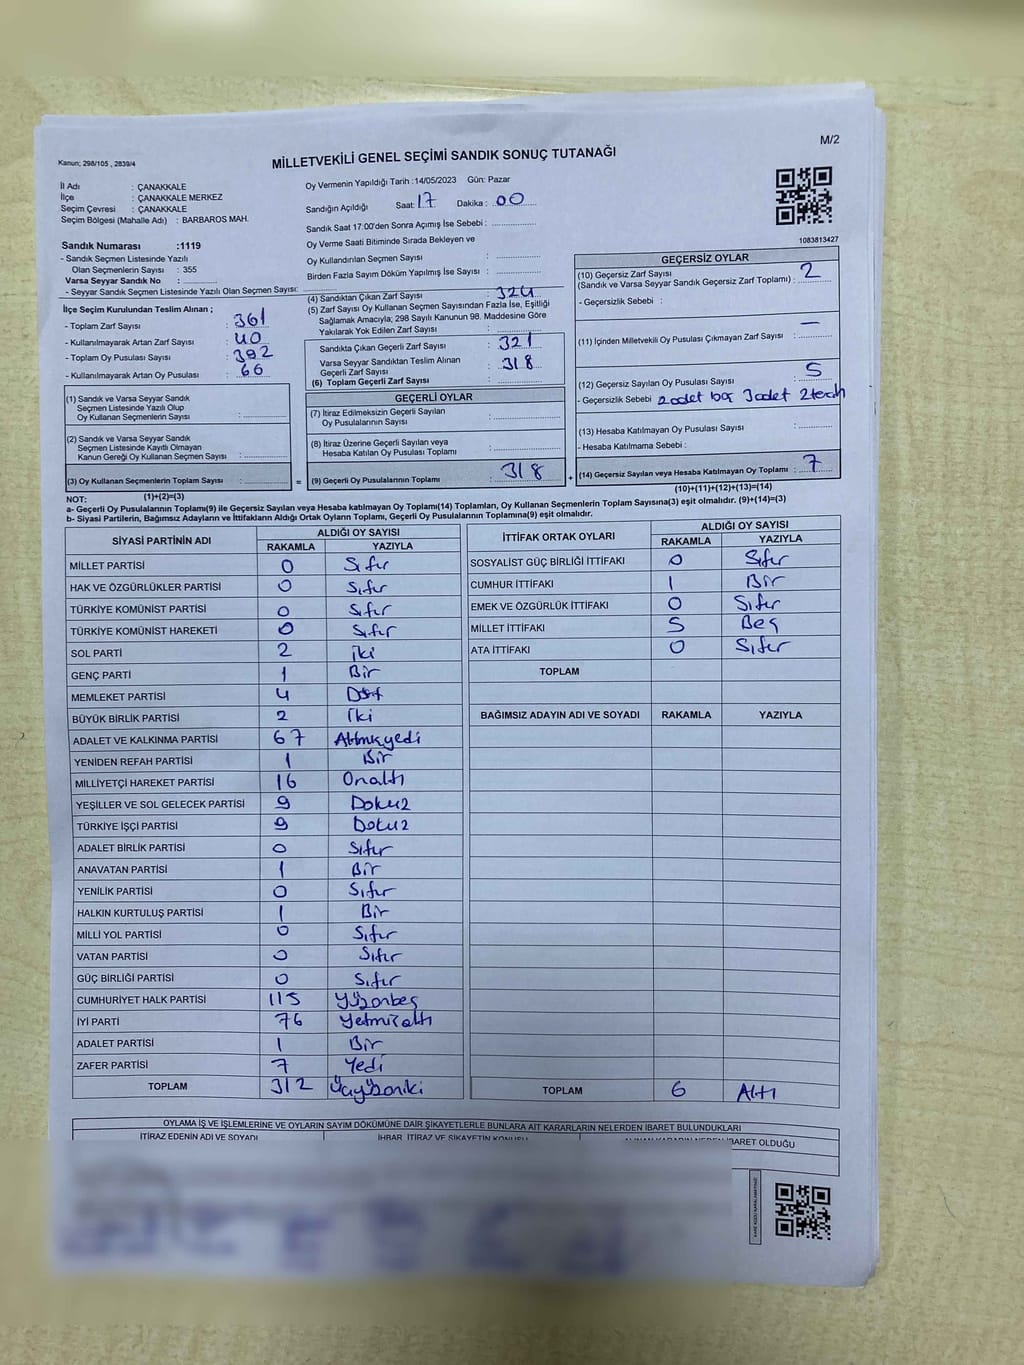 M/2
Kanun; 298/105 , 2839/4
MİLLETVEKİLİ GENEL SEÇİMİ SANDIK SONUÇ TUTANAĞI
İl Adı : ÇANAKKALE
İlçe : ÇANAKKALE MERKEZ
Seçim Çevresi : ÇANAKKALE
Seçim Bölgesi (Mahalle Adı) : BARBAROS MAH.
Sandık Numarası :1119
- Sandık Seçmen Listesinde Yazılı
Olan Seçmenlerin Sayısı : 355
Varsa Seyyar Sandık No :
- Seyyar Sandık Seçmen Listesinde Yazılı Olan Seçmen Sayısı:
Oy Vermenin Yapıldığı Tarih :14/05/2023 Gün: Pazar
Sandığın Açıldığı Saat: 17 Dakika : 00
Sandık Saat 17:00'den Sonra Açımış İse Sebebi :
Oy Verme Saati Bitiminde Sırada Bekleyen ve
Oy Kullandırılan Seçmen Sayısı :
Birden Fazla Sayım Döküm Yapılmış İse Sayısı :
1083813427
İlçe Seçim Kurulundan Teslim Alınan ;
- Toplam Zarf Sayısı : 361
- Kullanılmayarak Artan Zarf Sayısı : 40
- Toplam Oy Pusulası Sayısı : 392
- Kullanılmayarak Artan Oy Pusulası : 66
(1) Sandık ve Varsa Seyyar Sandık
Seçmen Listesinde Yazılı Olup
Oy Kullanan Seçmenlerin Sayısı :
(2) Sandık ve Varsa Seyyar Sandık
Seçmen Listesinde Kayıtlı Olmayan
Kanun Gereği Oy Kullanan Seçmen Sayısı :
(3) Oy Kullanan Seçmenlerin Toplam Sayısı :
(1)+(2)=(3)
(4) Sandıktan Çıkan Zarf Sayısı : 324
(5) Zarf Sayısı Oy Kullanan Seçmen Sayısından Fazla İse, Eşitliği
Sağlamak Amacıyla; 298 Sayılı Kanunun 98. Maddesine Göre
Yakılarak Yok Edilen Zarf Sayısı :
Sandıkta Çıkan Geçerli Zarf Sayısı : 321
Varsa Seyyar Sandıktan Teslim Alınan
Geçerli Zarf Sayısı : 318
(6) Toplam Geçerli Zarf Sayısı :
GEÇERLİ OYLAR
(7) İtiraz Edilmeksizin Geçerli Sayılan
Oy Pusulalarının Sayısı :
(8) İtiraz Üzerine Geçerli Sayılan veya
Hesaba Katılan Oy Pusulası Toplamı :
= (9) Geçerli Oy Pusulalarının Toplamı : 318 +
GEÇERSİZ OYLAR
(10) Geçersiz Zarf Sayısı
(Sandık ve Varsa Seyyar Sandık Geçersiz Zarf Toplamı) : 2
- Geçersizlik Sebebi :
(11) İçinden Milletvekili Oy Pusulası Çıkmayan Zarf Sayısı : —
(12) Geçersiz Sayılan Oy Pusulası Sayısı : 5
- Geçersizlik Sebebi 2 adet boş 3 adet 2 tercih
(13) Hesaba Katılmayan Oy Pusulası Sayısı :
- Hesaba Katılmama Sebebi :
(14) Geçersiz Sayılan veya Hesaba Katılmayan Oy Toplamı : 7
(10)+(11)+(12)+(13)=(14)
NOT:
a- Geçerli Oy Pusulalarının Toplamı(9) ile Geçersiz Sayılan veya Hesaba katılmayan Oy Toplamı(14) Toplamları, Oy Kullanan Seçmenlerin Toplam Sayısına(3) eşit olmalıdır. (9)+(14)=(3)
b- Siyasi Partilerin, Bağımsız Adayların ve İttifakların Aldığı Ortak Oyların Toplamı, Geçerli Oy Pusulalarının Toplamına(9) eşit olmalıdır.
SİYASİ PARTİNİN ADI ALDIĞI OY SAYISI
RAKAMLA YAZIYLA
MİLLET PARTİSİ 0 Sıfır
HAK VE ÖZGÜRLÜKLER PARTİSİ 0 Sıfır
TÜRKİYE KOMÜNİST PARTİSİ 0 Sıfır
TÜRKİYE KOMÜNİST HAREKETİ 0 Sıfır
SOL PARTİ 2 İki
GENÇ PARTİ 1 Bir
MEMLEKET PARTİSİ 4 Dört
BÜYÜK BİRLİK PARTİSİ 2 İki
ADALET VE KALKINMA PARTİSİ 67 Altmışyedi
YENİDEN REFAH PARTİSİ 1 Bir
MİLLİYETÇİ HAREKET PARTİSİ 16 Onaltı
YEŞİLLER VE SOL GELECEK PARTİSİ 9 Dokuz
TÜRKİYE İŞÇİ PARTİSİ 9 Dokuz
ADALET BİRLİK PARTİSİ 0 Sıfır
ANAVATAN PARTİSİ 1 Bir
YENİLİK PARTİSİ 0 Sıfır
HALKIN KURTULUŞ PARTİSİ 1 Bir
MİLLİ YOL PARTİSİ 0 Sıfır
VATAN PARTİSİ 0 Sıfır
GÜÇ BİRLİĞİ PARTİSİ 0 Sıfır
CUMHURİYET HALK PARTİSİ 115 Yüzonbeş
İYİ PARTİ 76 Yetmişaltı
ADALET PARTİSİ 1 Bir
ZAFER PARTİSİ 7 Yedi
TOPLAM 312 Üçyüzoniki
İTTİFAK ORTAK OYLARI ALDIĞI OY SAYISI
RAKAMLA YAZIYLA
SOSYALİST GÜÇ BİRLİĞİ İTTİFAKI 0 Sıfır
CUMHUR İTTİFAKI 1 Bir
EMEK VE ÖZGÜRLÜK İTTİFAKI 0 Sıfır
MİLLET İTTİFAKI 5 Beş
ATA İTTİFAKI 0 Sıfır
TOPLAM
BAĞIMSIZ ADAYIN ADI VE SOYADI RAKAMLA YAZIYLA
TOPLAM 6 Altı
OYLAMA İŞ VE İŞLEMLERİNE VE OYLARIN SAYIM DÖKÜMÜNE DAİR ŞİKAYETLERLE BUNLARA AİT KARARLARIN NELERDEN İBARET BULUNDUKLARI
İTİRAZ EDENİN ADI VE SOYADI İHBAR, İTİRAZ VE ŞİKAYETİN KONUSU ALINAN KARARIN NEDEN İBARET OLDUĞU